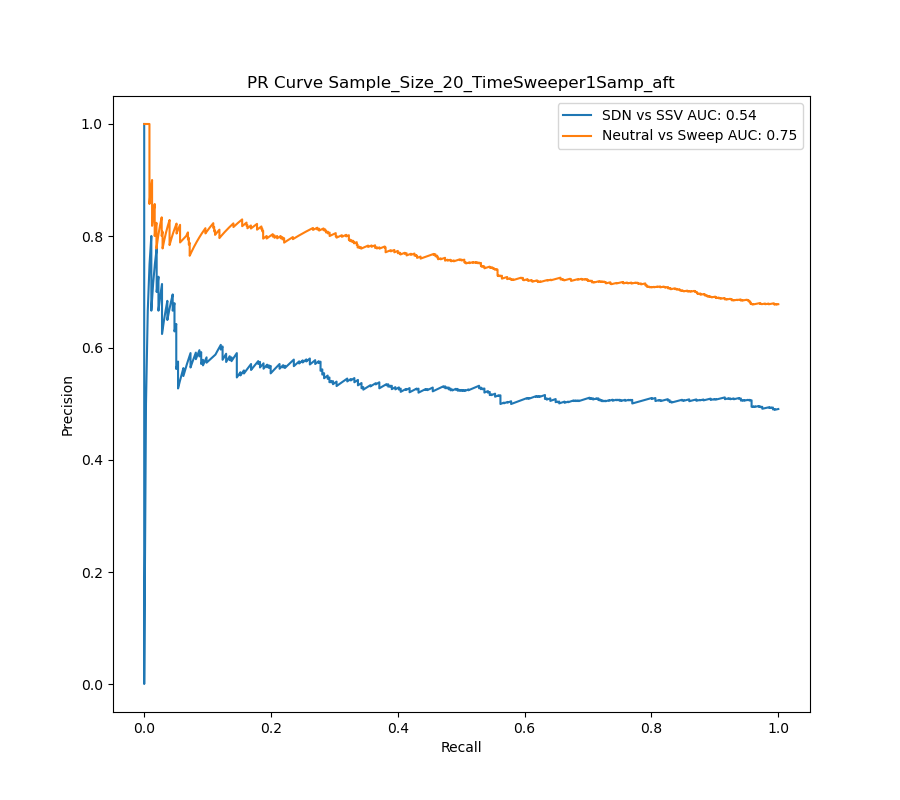 PR Curve Sample_Size_20_TimeSweeper1Samp_aft
SDN vs SSV AUC: 0.54
Neutral vs Sweep AUC: 0.75
1.0
0.8
0.6
0.4
0.2
0.0
Precision
0.0 0.2 0.4 0.6 0.8 1.0
Recall